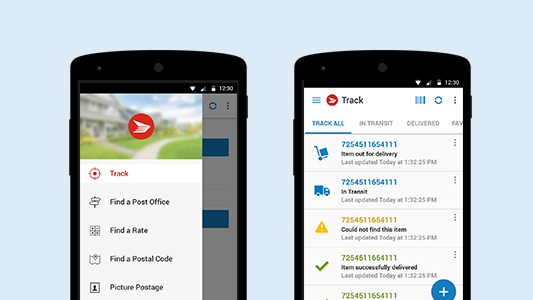 12:30
Track
Find a Post Office
Find a Rate
Find a Postal Code
Picture Postage
12:30
Track
TRACK ALL IN TRANSIT DELIVERED FAV
7254511654111
Item out for delivery
Last updated Today at 1:32:25 PM
7254511654111
In Transit
Last updated Today at 1:32:25 PM
7254511654111
Could not find this item
Last updated Today at 1:32:25 PM
7254511654111
Item successfully delivered
Last updated Today at 1:32:25 PM
7254511654111